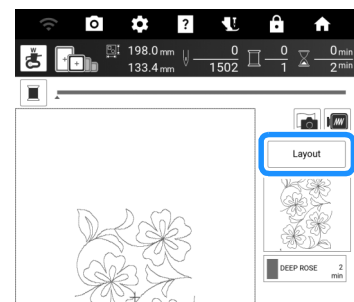 ?
W
198.0 mm 0 0 0 min
133.4 mm 1502 1 2 min
Layout
DEEP ROSE 2
min